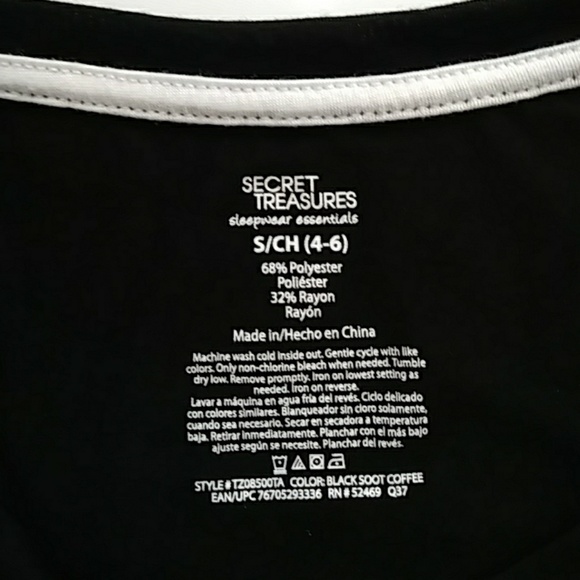 SECRET
TREASURES
sleepwear essentials
S/CH (4-6)
68% Polyester
Poliéster
32% Rayon
Rayón
Made in/Hecho en China
Machine wash cold inside out. Gentle cycle with like
colors. Only non-chlorine bleach when needed. Tumble
dry low. Remove promptly. Iron on lowest setting as
needed. Iron on reverse.
Lavar a máquina en agua fría del revés. Ciclo delicado
con colores similares. Blanqueador sin cloro solamente,
cuando sea necesario. Secar en secadora a temperatura
baja. Retirar inmediatamente. Planchar con el más bajo
ajuste según se necesite. Planchar del revés.
STYLE # TZ08500TA COLOR: BLACK SOOT COFFEE
EAN/UPC 76705293336 RN # 52469 Q37